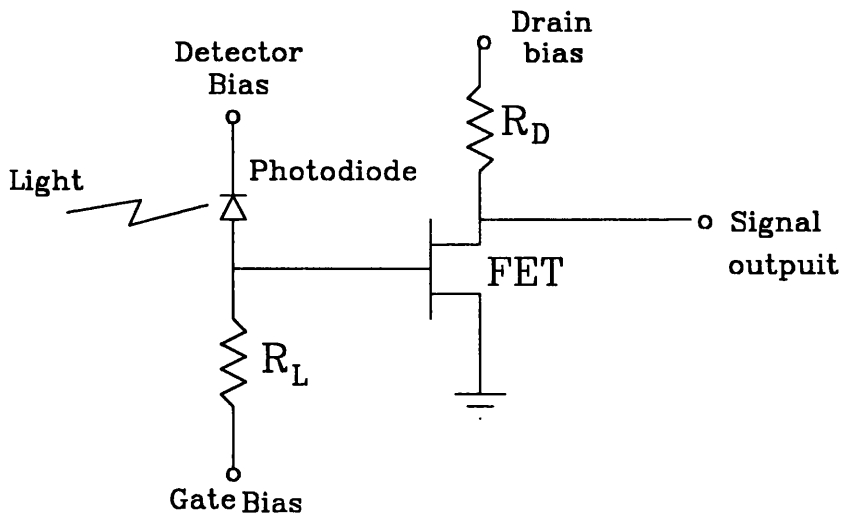 Drain
bias
Detector
Bias
R_D
Photodiode
Light
Signal
outpuit
FET
R_L
Gate Bias